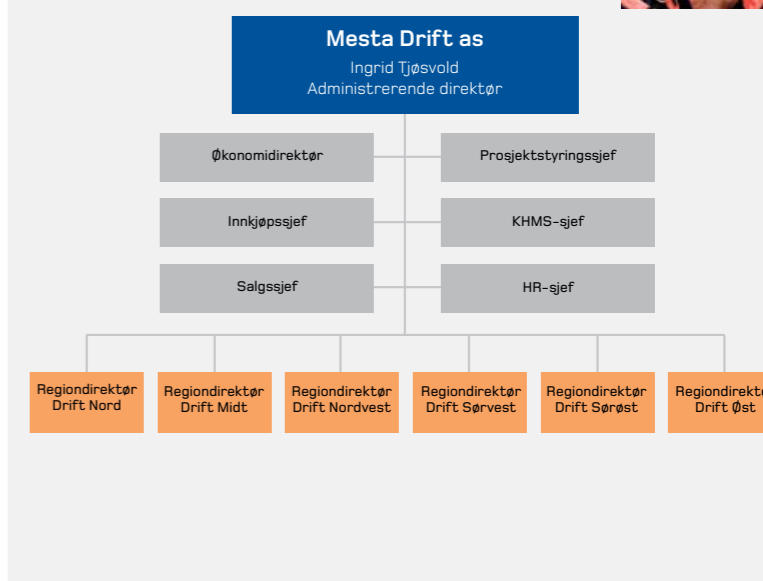 Mesta Drift as
Ingrid Tjøsvold
Administrerende direktør
Økonomidirektør
Prosjektstyringssjef
Innkjøpssjef
KHMS-sjef
Salgssjef
HR-sjef
Regiondirektør
Drift Nord
Regiondirektør
Drift Midt
Regiondirektør
Drift Nordvest
Regiondirektør
Drift Sørvest
Regiondirektør
Drift Sørøst
Regiondirekt
Drift Øst